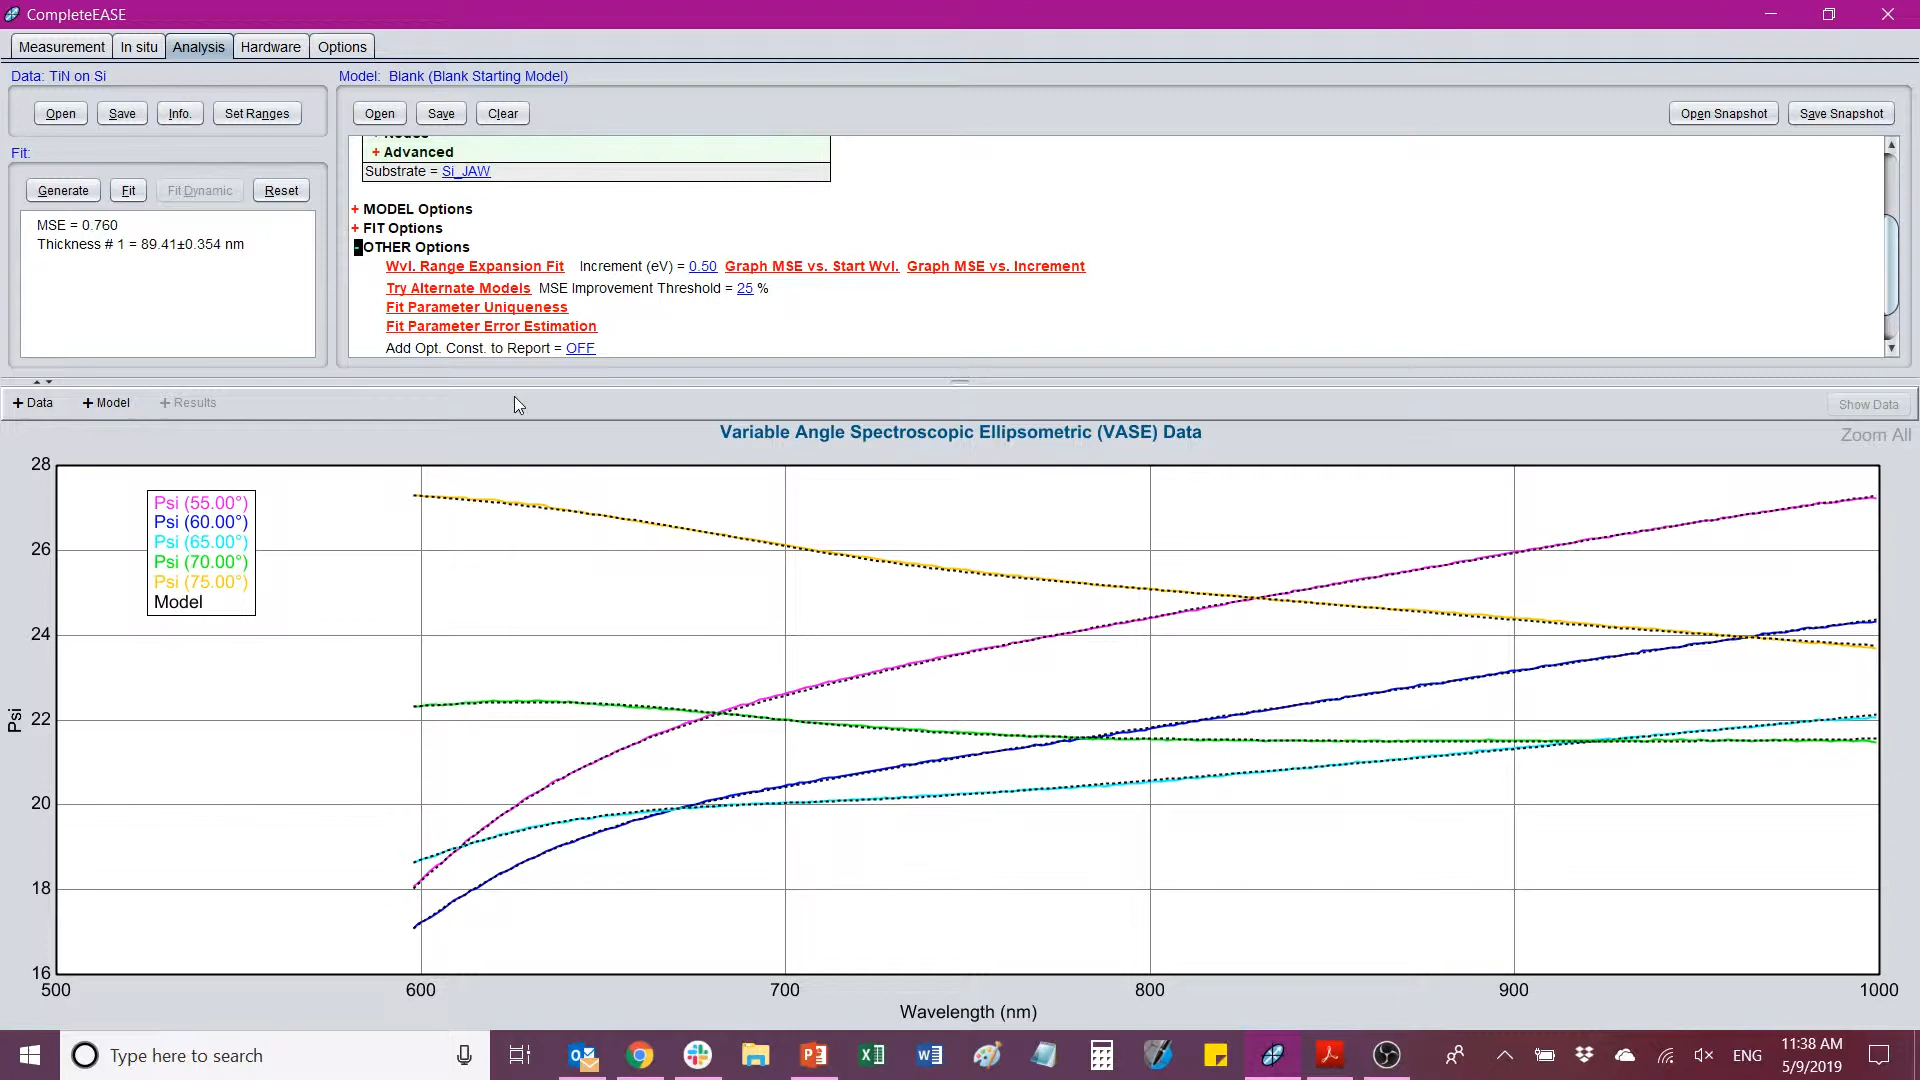 CompleteEASE
Measurement In situ Analysis Hardware Options
Data: TiN on Si
Model: Blank (Blank Starting Model)
Open Save Info. Set Ranges
Open Save Clear
Open Snapshot Save Snapshot
Fit:
Generate Fit Fit Dynamic Reset
MSE = 0.760
Thickness # 1 = 89.41±0.354 nm
+ Advanced
Substrate = Si_JAW
+ MODEL Options
+ FIT Options
-OTHER Options
Wvl. Range Expansion Fit Increment (eV) = 0.50 Graph MSE vs. Start Wvl. Graph MSE vs. Increment
Try Alternate Models MSE Improvement Threshold = 25 %
Fit Parameter Uniqueness
Fit Parameter Error Estimation
Add Opt. Const. to Report = OFF
+ Data + Model + Results
Show Data
Variable Angle Spectroscopic Ellipsometric (VASE) Data
Zoom All
28
26
24
22
20
18
16
Psi
Psi (55.00°)
Psi (60.00°)
Psi (65.00°)
Psi (70.00°)
Psi (75.00°)
Model
500 600 700 800 900 1000
Wavelength (nm)
Type here to search
ENG
11:38 AM
5/9/2019